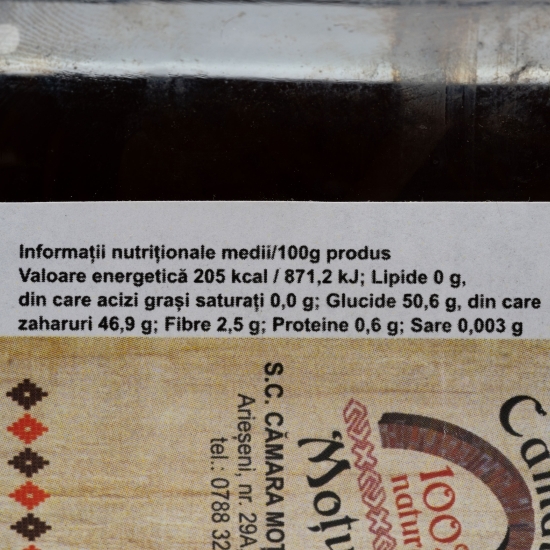 Informații nutriționale medii/100g produs
Valoare energetică 205 kcal / 871,2 kJ; Lipide 0 g,
din care acizi grași saturați 0,0 g; Glucide 50,6 g, din care
zaharuri 46,9 g; Fibre 2,5 g; Proteine 0,6 g; Sare 0,003 g
S.C. CĂMARA MOȚ
Arieșeni, nr. 29A
tel.: 0788 32
100%
natur